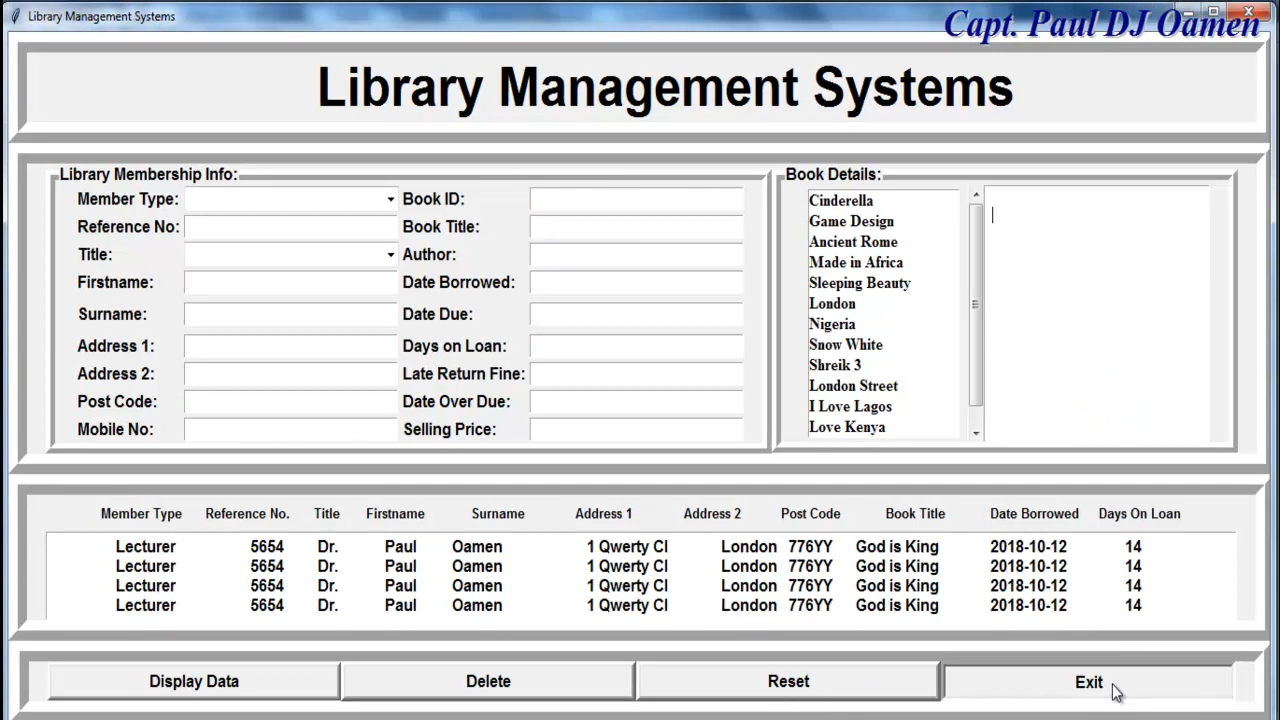 Library Management Systems
Capt. Paul DJ Oamen
Library Management Systems
Library Membership Info:
Member Type:
Reference No:
Title:
Firstname:
Surname:
Address 1:
Address 2:
Post Code:
Mobile No:
Book ID:
Book Title:
Author:
Date Borrowed:
Date Due:
Days on Loan:
Late Return Fine:
Date Over Due:
Selling Price:
Book Details:
Cinderella
Game Design
Ancient Rome
Made in Africa
Sleeping Beauty
London
Nigeria
Snow White
Shreik 3
London Street
I Love Lagos
Love Kenya
Member Type Reference No. Title Firstname Surname Address 1 Address 2 Post Code Book Title Date Borrowed Days On Loan
Lecturer 5654 Dr. Paul Oamen 1 Qwerty Cl London 776YY God is King 2018-10-12 14
Lecturer 5654 Dr. Paul Oamen 1 Qwerty Cl London 776YY God is King 2018-10-12 14
Lecturer 5654 Dr. Paul Oamen 1 Qwerty Cl London 776YY God is King 2018-10-12 14
Lecturer 5654 Dr. Paul Oamen 1 Qwerty Cl London 776YY God is King 2018-10-12 14
Display Data Delete Reset Exit